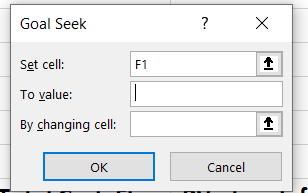 Goal Seek ? ×
Set cell: F1
To value:
By changing cell:
OK Cancel